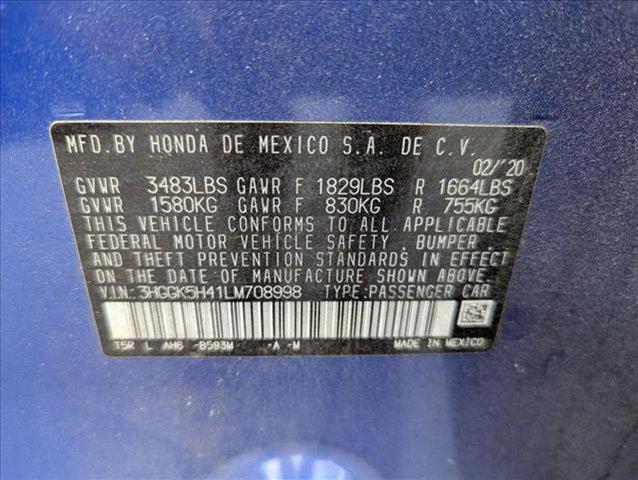 MFD.BY HONDA DE MEXICO S.A. DE C.V.
02/'20
GVWR 3483LBS GAWR F 1829LBS R 1664LBS
GVWR 1580KG GAWR F 830KG R 755KG
THIS VEHICLE CONFORMS TO ALL APPLICABLE
FEDERAL MOTOR VEHICLE SAFETY, BUMPER,
AND THEFT PREVENTION STANDARDS IN EFFECT
ON THE DATE OF MANUFACTURE SHOWN ABOVE.
V.I.N: 3HGGK5H41LM708998 TYPE:PASSENGER CAR
T5R L AH6 -B593M -A -M MADE IN MEXICO